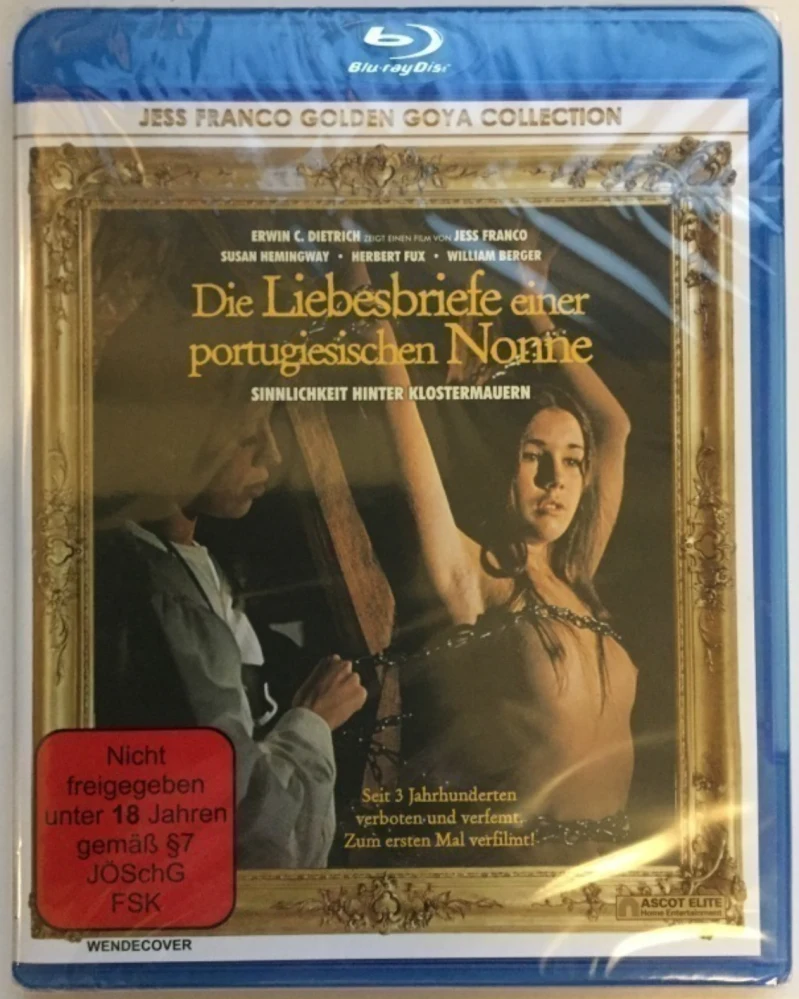 Blu-ray Disc
JESS FRANCO GOLDEN GOYA COLLECTION
ERWIN C. DIETRICH ZEIGT EINEN FILM VON JESS FRANCO
SUSAN HEMINGWAY • HERBERT FUX • WILLIAM BERGER
Die Liebesbriefe einer
portugiesischen Nonne
SINNLICHKEIT HINTER KLOSTERMAUERN
Seit 3 Jahrhunderten
verboten und verfemt.
Zum ersten Mal verfilmt!
Nicht
freigegeben
unter 18 Jahren
gemäß §7
JÖSchG
FSK
ASCOT ELITE
Home Entertainment
WENDECOVER